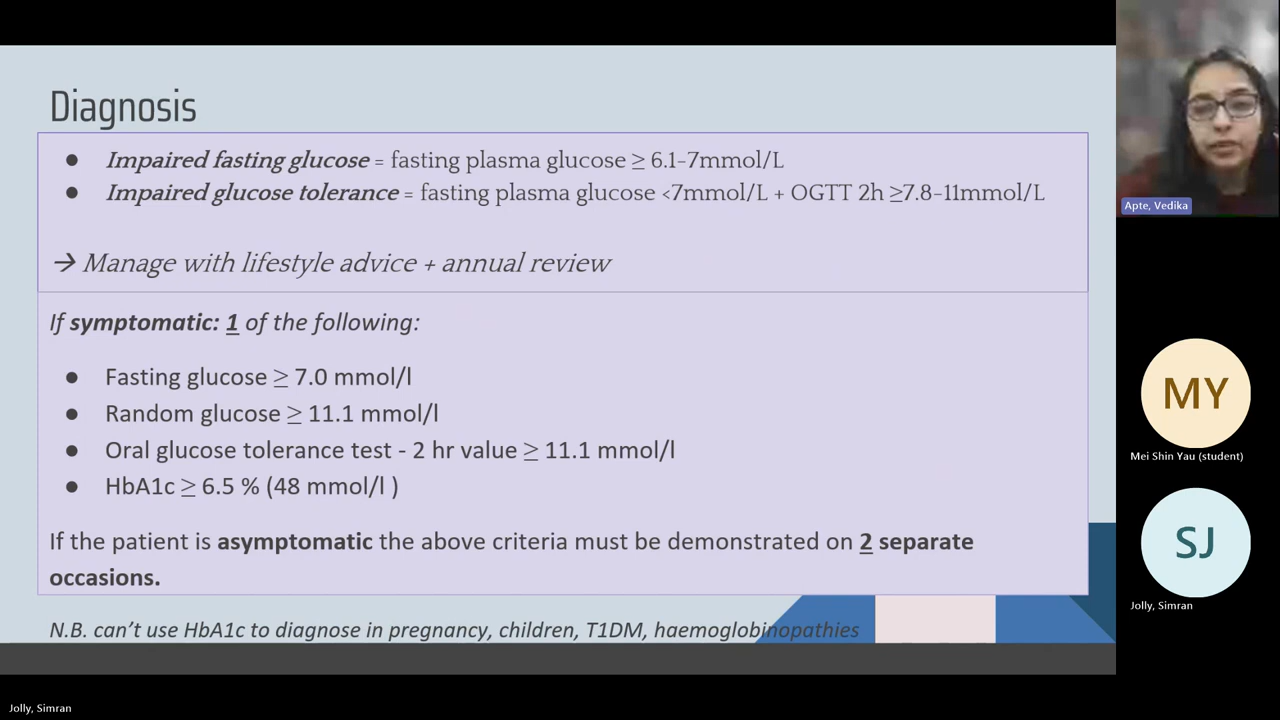 Diagnosis
● Impaired fasting glucose = fasting plasma glucose ≥ 6.1-7mmol/L
● Impaired glucose tolerance = fasting plasma glucose <7mmol/L + OGTT 2h ≥7.8-11mmol/L
→ Manage with lifestyle advice + annual review
If symptomatic: 1 of the following:
● Fasting glucose ≥ 7.0 mmol/l
● Random glucose ≥ 11.1 mmol/l
● Oral glucose tolerance test - 2 hr value ≥ 11.1 mmol/l
● HbA1c ≥ 6.5 % (48 mmol/l )
If the patient is asymptomatic the above criteria must be demonstrated on 2 separate
occasions.
N.B. can't use HbA1c to diagnose in pregnancy, children, T1DM, haemoglobinopathies
Apte, Vedika
MY
Mei Shin Yau (student)
SJ
Jolly, Simran
Jolly, Simran